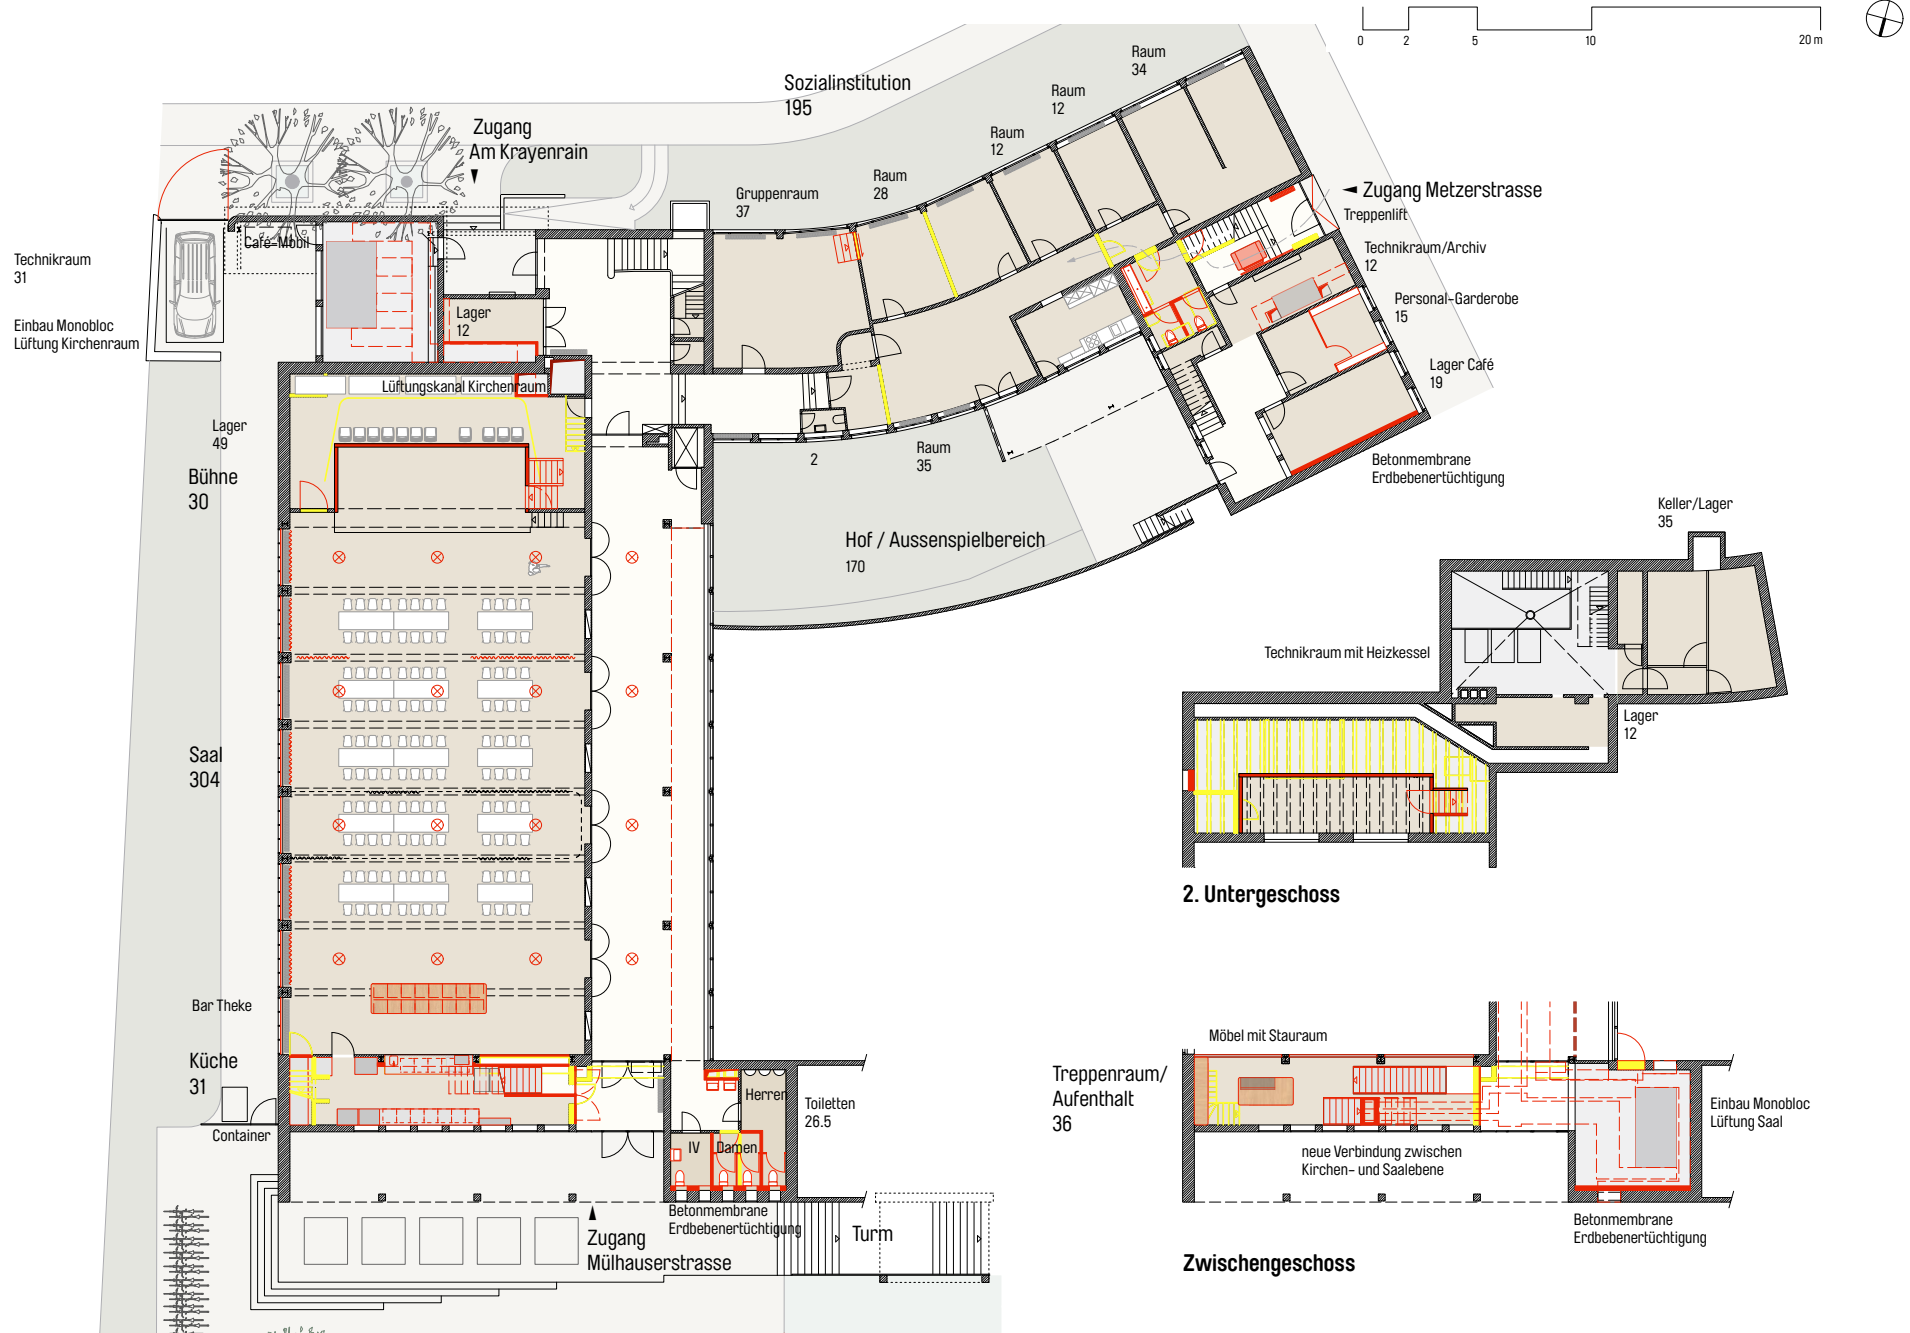 0 2 5 10 20 m
Sozialinstitution
195
Raum
34
Raum
12
Raum
12
Raum
28
Gruppenraum
37
Zugang
Am Krayenrain
Zugang Metzerstrasse
Treppenlift
Technikraum/Archiv
12
Personal-Garderobe
15
Lager Café
19
Betonmembrane
Erdbebenertüchtigung
Technikraum
31
Einbau Monobloc
Lüftung Kirchenraum
Café-Mobil
Lager
12
Lüftungskanal Kirchenraum
Lager
49
Bühne
30
2
Raum
35
Hof / Aussenspielbereich
170
Saal
304
Bar Theke
Küche
31
Container
Herren
IV
Damen
Toiletten
26.5
Betonmembrane
Erdbebenertüchtigung
Zugang
Mülhauserstrasse
Turm
Keller/Lager
35
Technikraum mit Heizkessel
Lager
12
2. Untergeschoss
Möbel mit Stauraum
Treppenraum/
Aufenthalt
36
Einbau Monobloc
Lüftung Saal
neue Verbindung zwischen
Kirchen- und Saalebene
Betonmembrane
Erdbebenertüchtigung
Zwischengeschoss